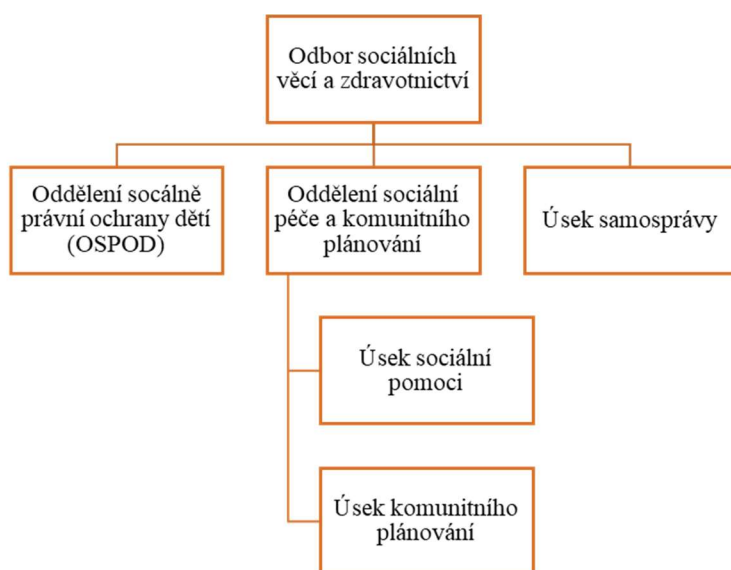 Odbor sociálních
věcí a zdravotnictví
Oddělení socálně
právní ochrany dětí
(OSPOD)
Oddělení sociální
péče a komunitního
plánování
Úsek samosprávy
Úsek sociální
pomoci
Úsek komunitního
plánování